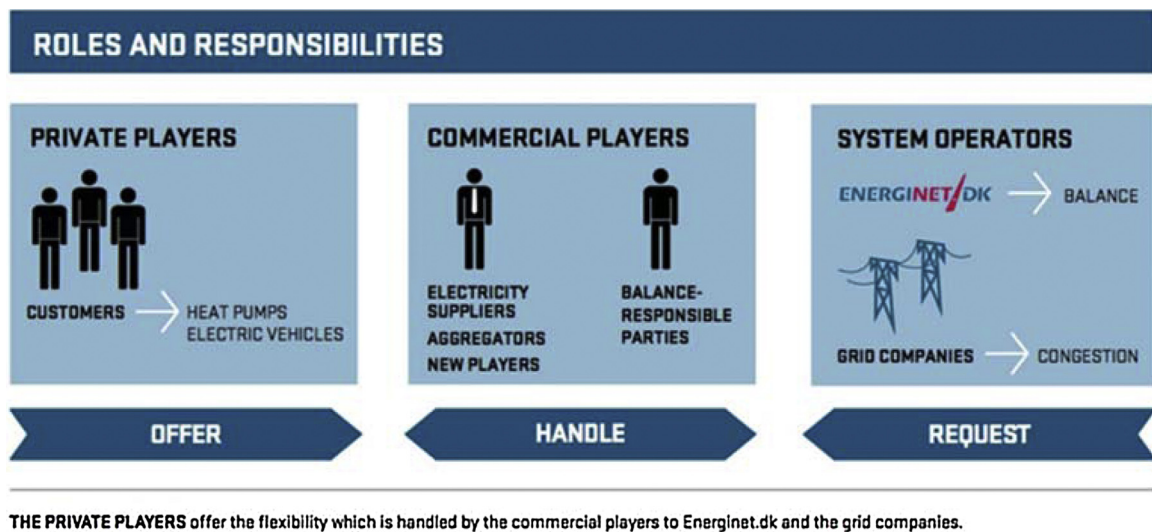 ROLES AND RESPONSIBILITIES
PRIVATE PLAYERS
CUSTOMERS
HEAT PUMPS
ELECTRIC VEHICLES
OFFER
COMMERCIAL PLAYERS
ELECTRICITY
SUPPLIERS
AGGREGATORS
NEW PLAYERS
BALANCE-
RESPONSIBLE
PARTIES
HANDLE
SYSTEM OPERATORS
ENERGINET/DK
BALANCE
GRID COMPANIES
CONGESTION
REQUEST
THE PRIVATE PLAYERS offer the flexibility which is handled by the commercial players to Energinet.dk and the grid companies.